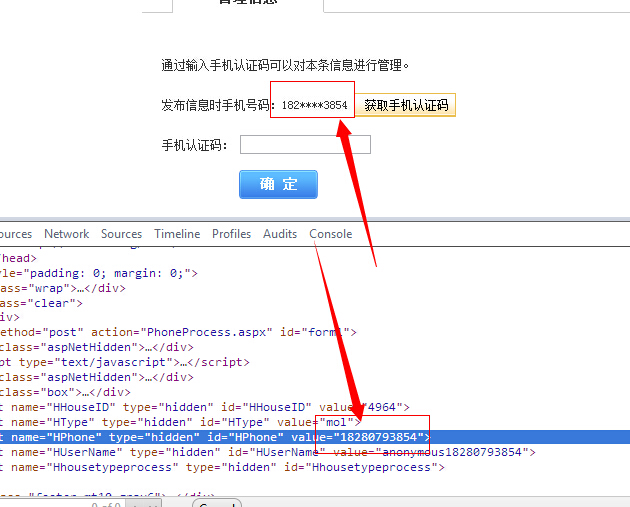 管理信息
通过输入手机认证码可以对本条信息进行管理。
发布信息时手机号码：182****3854 获取手机认证码
手机认证码：
确 定
ources Network Sources Timeline Profiles Audits Console
/head>
yle="padding: 0; margin: 0;">
ass="wrap">…</div>
ass="clear">
iv>
ethod="post" action="PhoneProcess.aspx" id="form1">
class="aspNetHidden">…</div>
pt type="text/javascript">…</script>
class="aspNetHidden">…</div>
class="box">…</div>
t name="HHouseID" type="hidden" id="HHouseID" value="4964">
t name="HType" type="hidden" id="HType" value="mol">
t name="HPhone" type="hidden" id="HPhone" value="18280793854">
t name="HUserName" type="hidden" id="HUserName" value="anonymous18280793854">
t name="Hhousetypeprocess" type="hidden" id="Hhousetypeprocess">